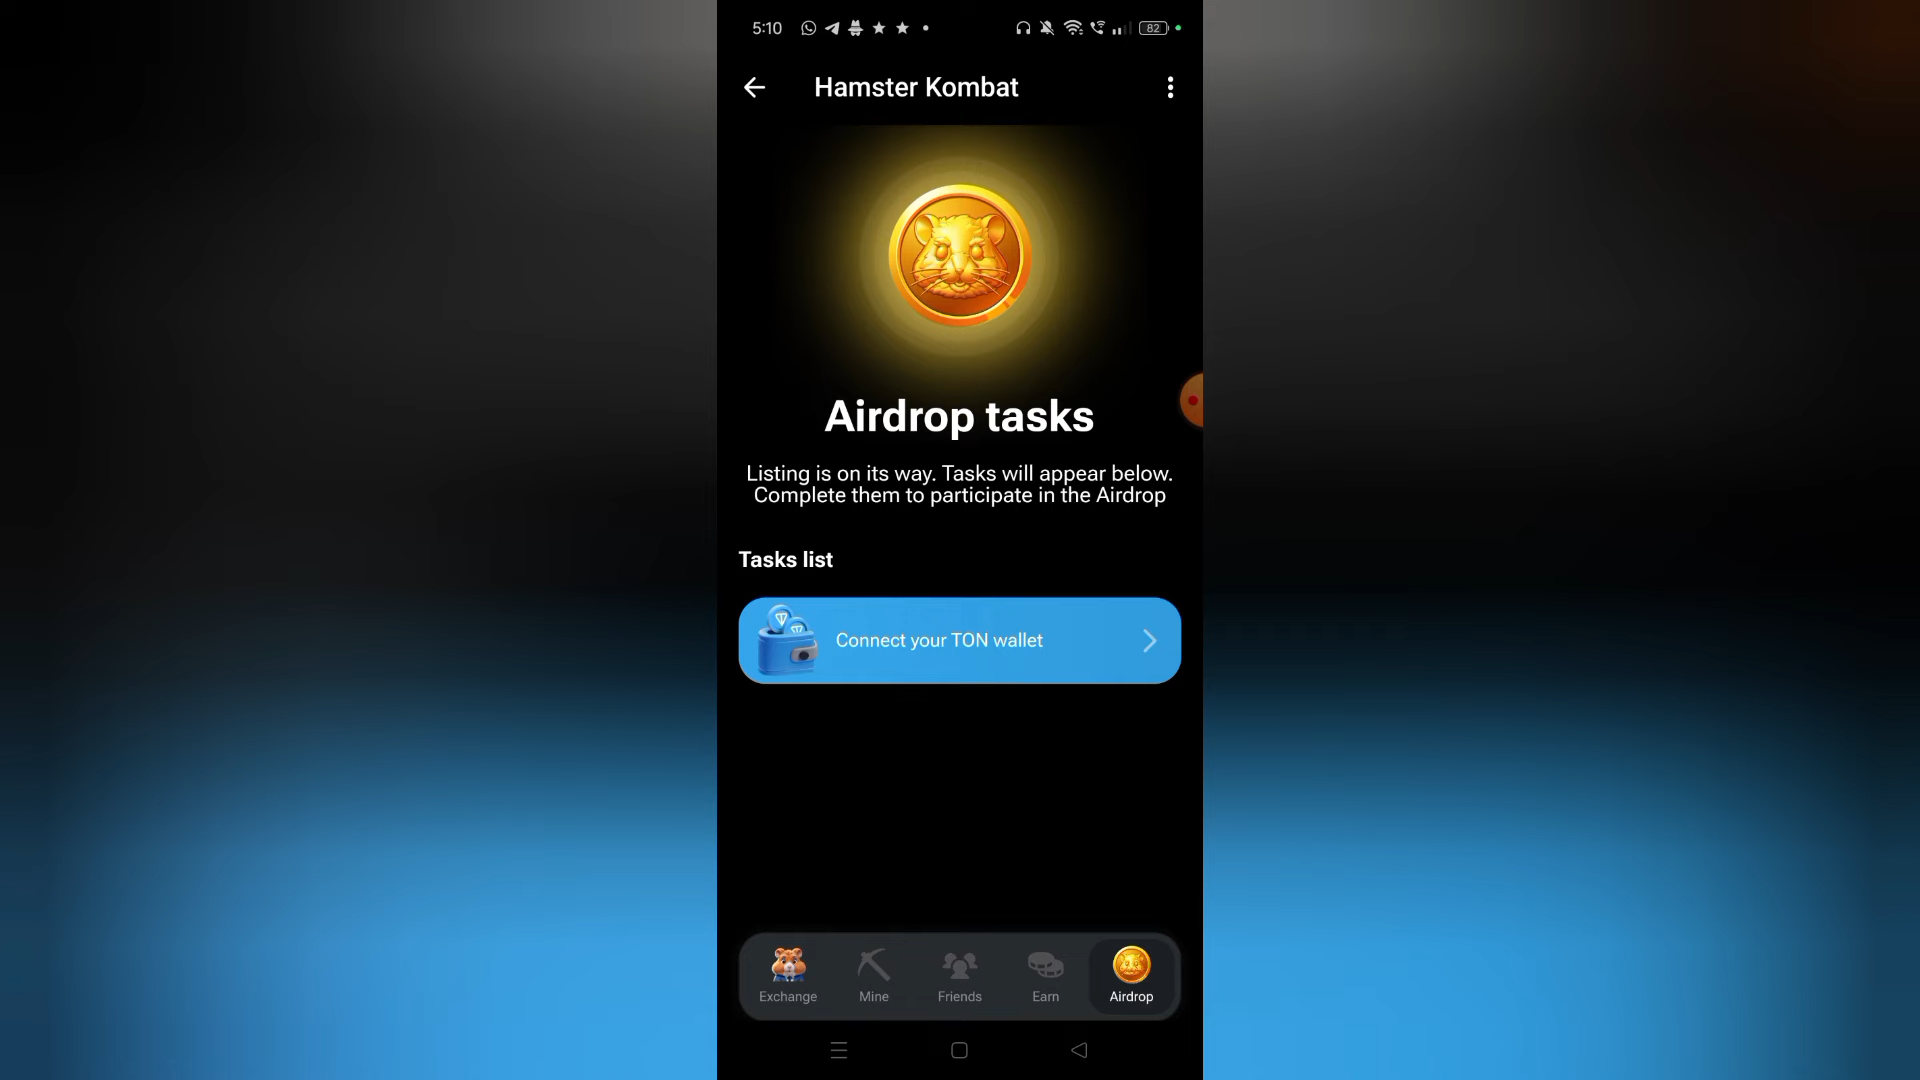 5:10
82
Hamster Kombat
Airdrop tasks
Listing is on its way. Tasks will appear below.
Complete them to participate in the Airdrop
Tasks list
Connect your TON wallet
Exchange
Mine
Friends
Earn
Airdrop